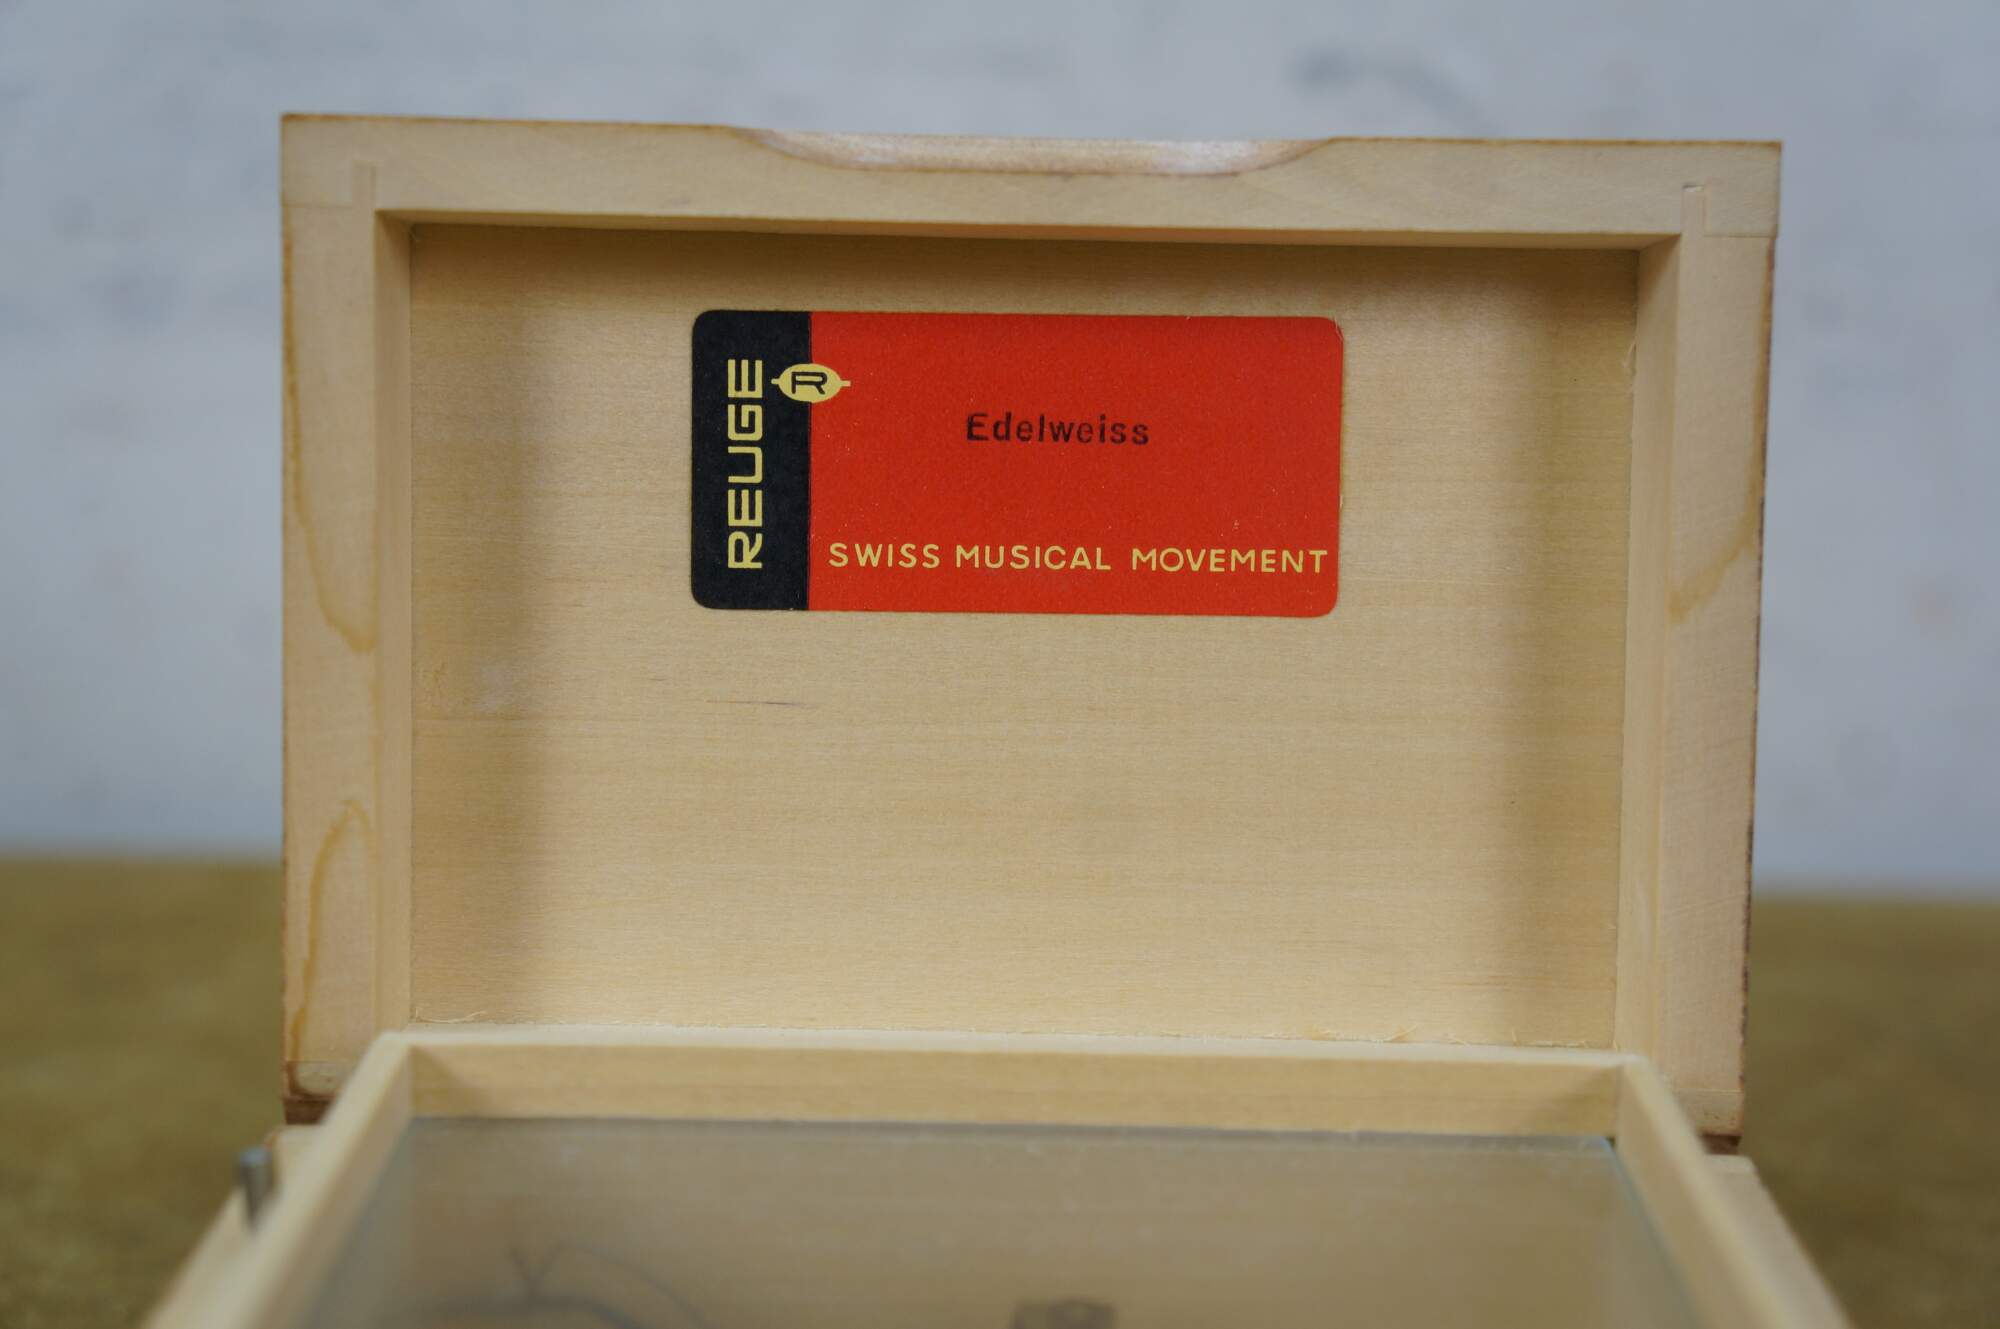 REUGE
R
Edelweiss
SWISS MUSICAL MOVEMENT